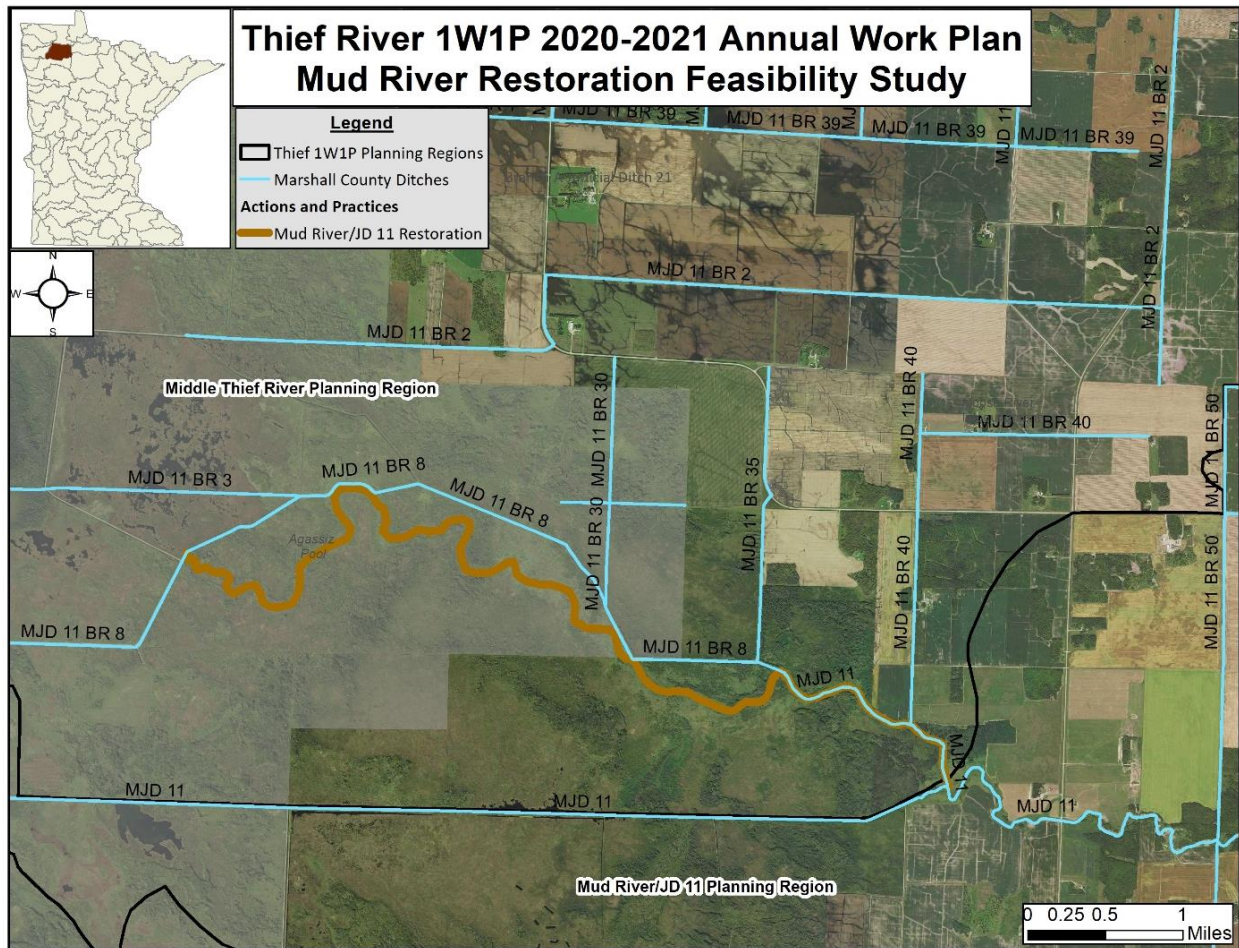 Thief River 1W1P 2020-2021 Annual Work Plan
Mud River Restoration Feasibility Study
Legend
Thief 1W1P Planning Regions
Marshall County Ditches
Actions and Practices
Mud River/JD 11 Restoration
N
W E
S
MJD 11 BR 39
MJD 11 BR 39
MJD 11 BR 39
MJD 11 BR 39
MJD 11
MJD 11 BR 2
Ditch 21
MJD 11 BR 2
MJD 11 BR 2
MJD 11 BR 2
Middle Thief River Planning Region
MJD 11 BR 30
MJD 11 BR 40
MJD 11 BR 40
MJD 11 BR 50
MJD 11 BR 3
MJD 11 BR 8
MJD 11 BR 8
MJD 11 BR 35
Agassiz
Pool
MJD 11 BR 30
MJD 11 BR 40
MJD 11 BR 50
MJD 11 BR 8
MJD 11 BR 8
MJD 11
MJD 11
MJD 11
MJD 11
MJD 11
Mud River/JD 11 Planning Region
0 0.25 0.5 1
Miles